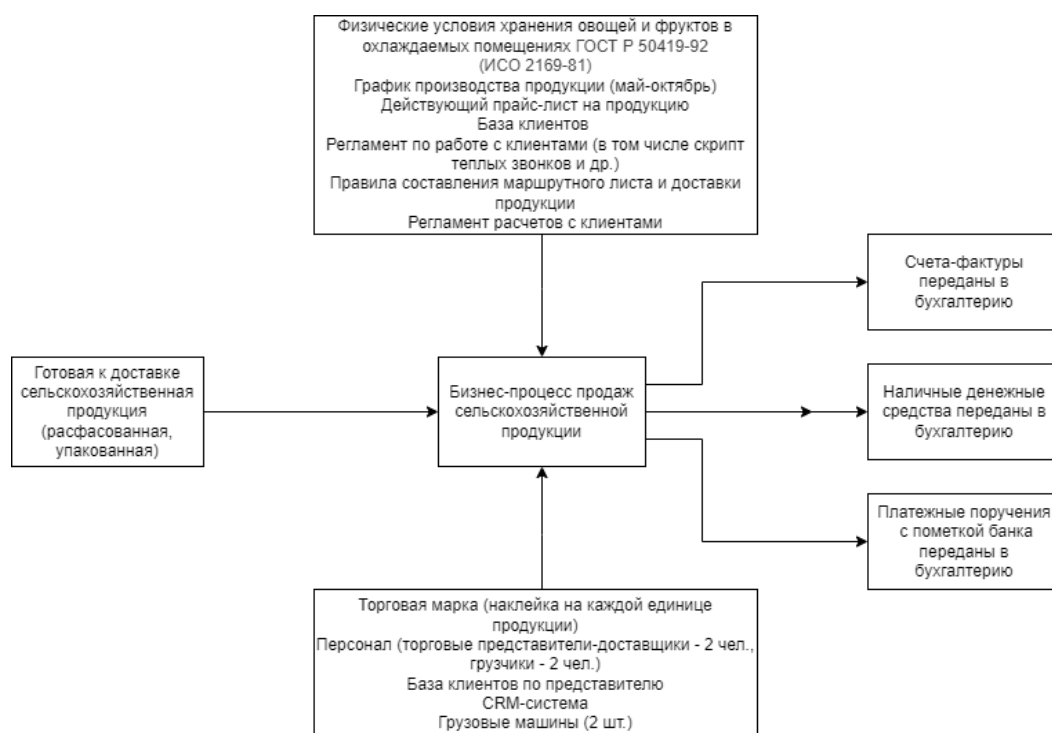 Физические условия хранения овощей и фруктов в
охлаждаемых помещениях ГОСТ Р 50419-92
(ИСО 2169-81)
График производства продукции (май-октябрь)
Действующий прайс-лист на продукцию
База клиентов
Регламент по работе с клиентами (в том числе скрипт
теплых звонков и др.)
Правила составления маршрутного листа и доставки
продукции
Регламент расчетов с клиентами
Счета-фактуры
переданы в
бухгалтерию
Готовая к доставке
сельскохозяйственная
продукция
(расфасованная,
упакованная)
Бизнес-процесс продаж
сельскохозяйственной
продукции
Наличные денежные
средства переданы в
бухгалтерию
Платежные поручения
с пометкой банка
переданы в
бухгалтерию
Торговая марка (наклейка на каждой единице
продукции)
Персонал (торговые представители-доставщики - 2 чел.,
грузчики - 2 чел.)
База клиентов по представителю
CRM-система
Грузовые машины (2 шт.)